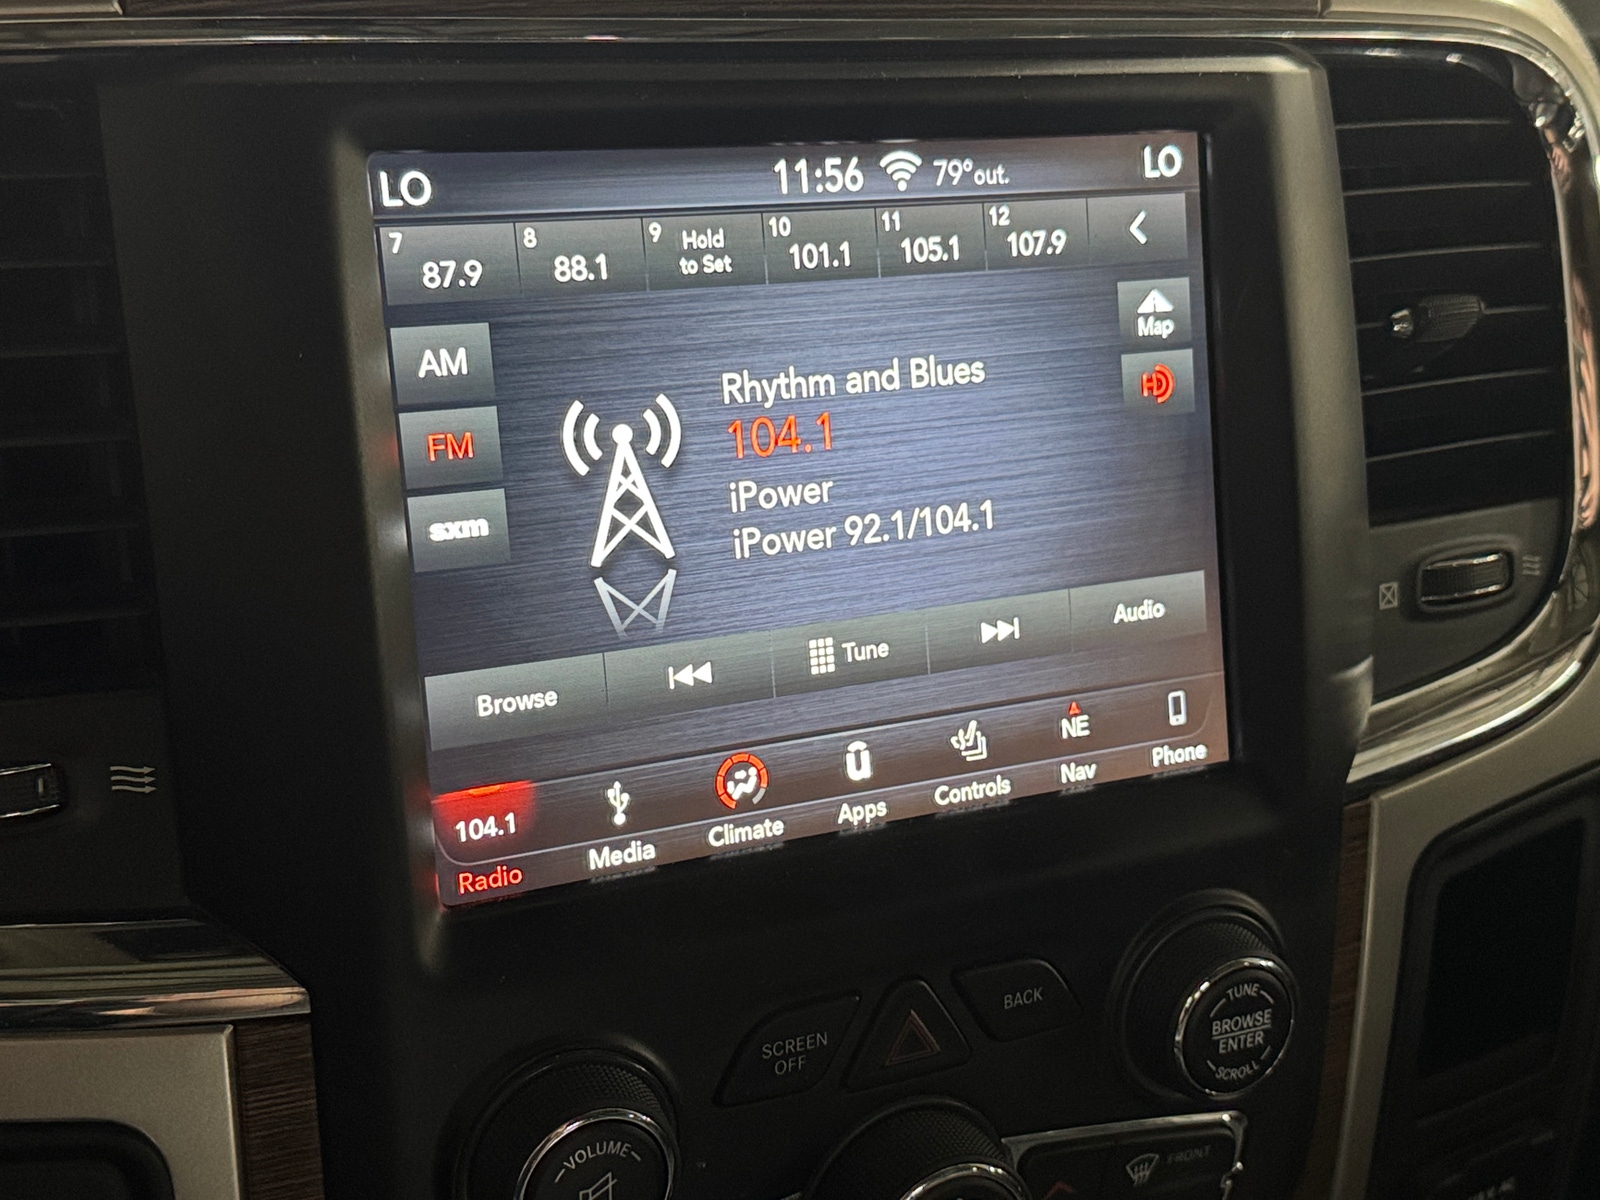 LO 11:56 79°out. LO
7 87.9
8 88.1
9 Hold to Set
10 101.1
11 105.1
12 107.9
Map
AM
FM
sxm
HD
Rhythm and Blues
104.1
iPower
iPower 92.1/104.1
Browse
Tune
Audio
104.1
NE
Radio
Media
Climate
Apps
Controls
Nav
Phone
SCREEN
OFF
BACK
TUNE
BROWSE
ENTER
SCROLL
VOLUME
FRONT